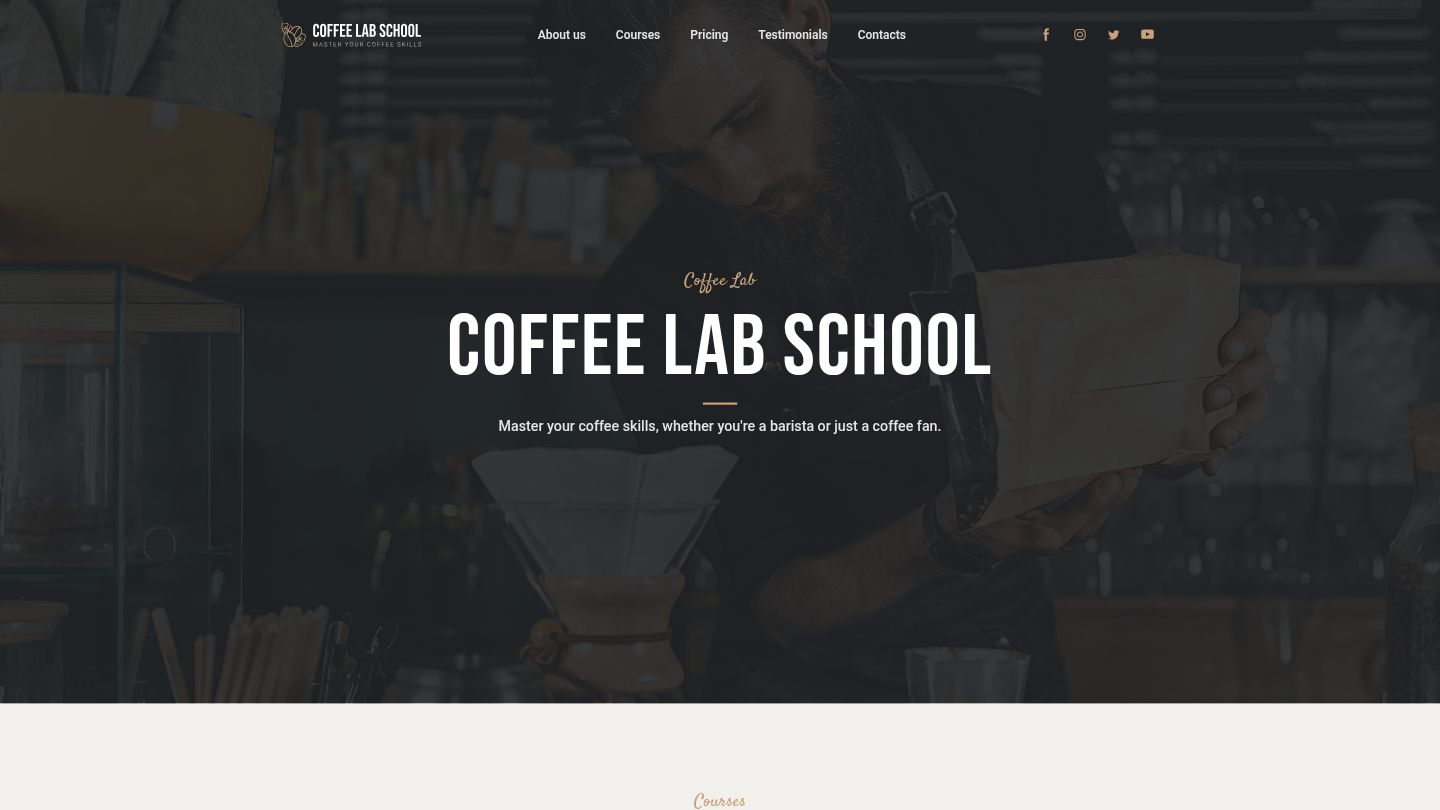 COFFEE LAB SCHOOL
MASTER YOUR COFFEE SKILLS
About us Courses Pricing Testimonials Contacts
Coffee Lab
COFFEE LAB SCHOOL
Master your coffee skills, whether you're a barista or just a coffee fan.
Courses